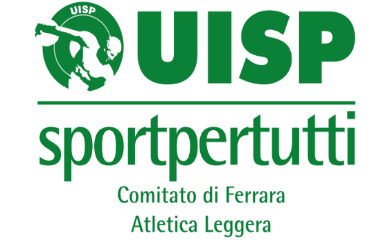 UISP
UISP
sportpertutti
Comitato di Ferrara
Atletica Leggera